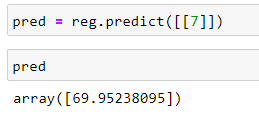 pred = reg.predict([[7]])
pred
array([69.95238095])